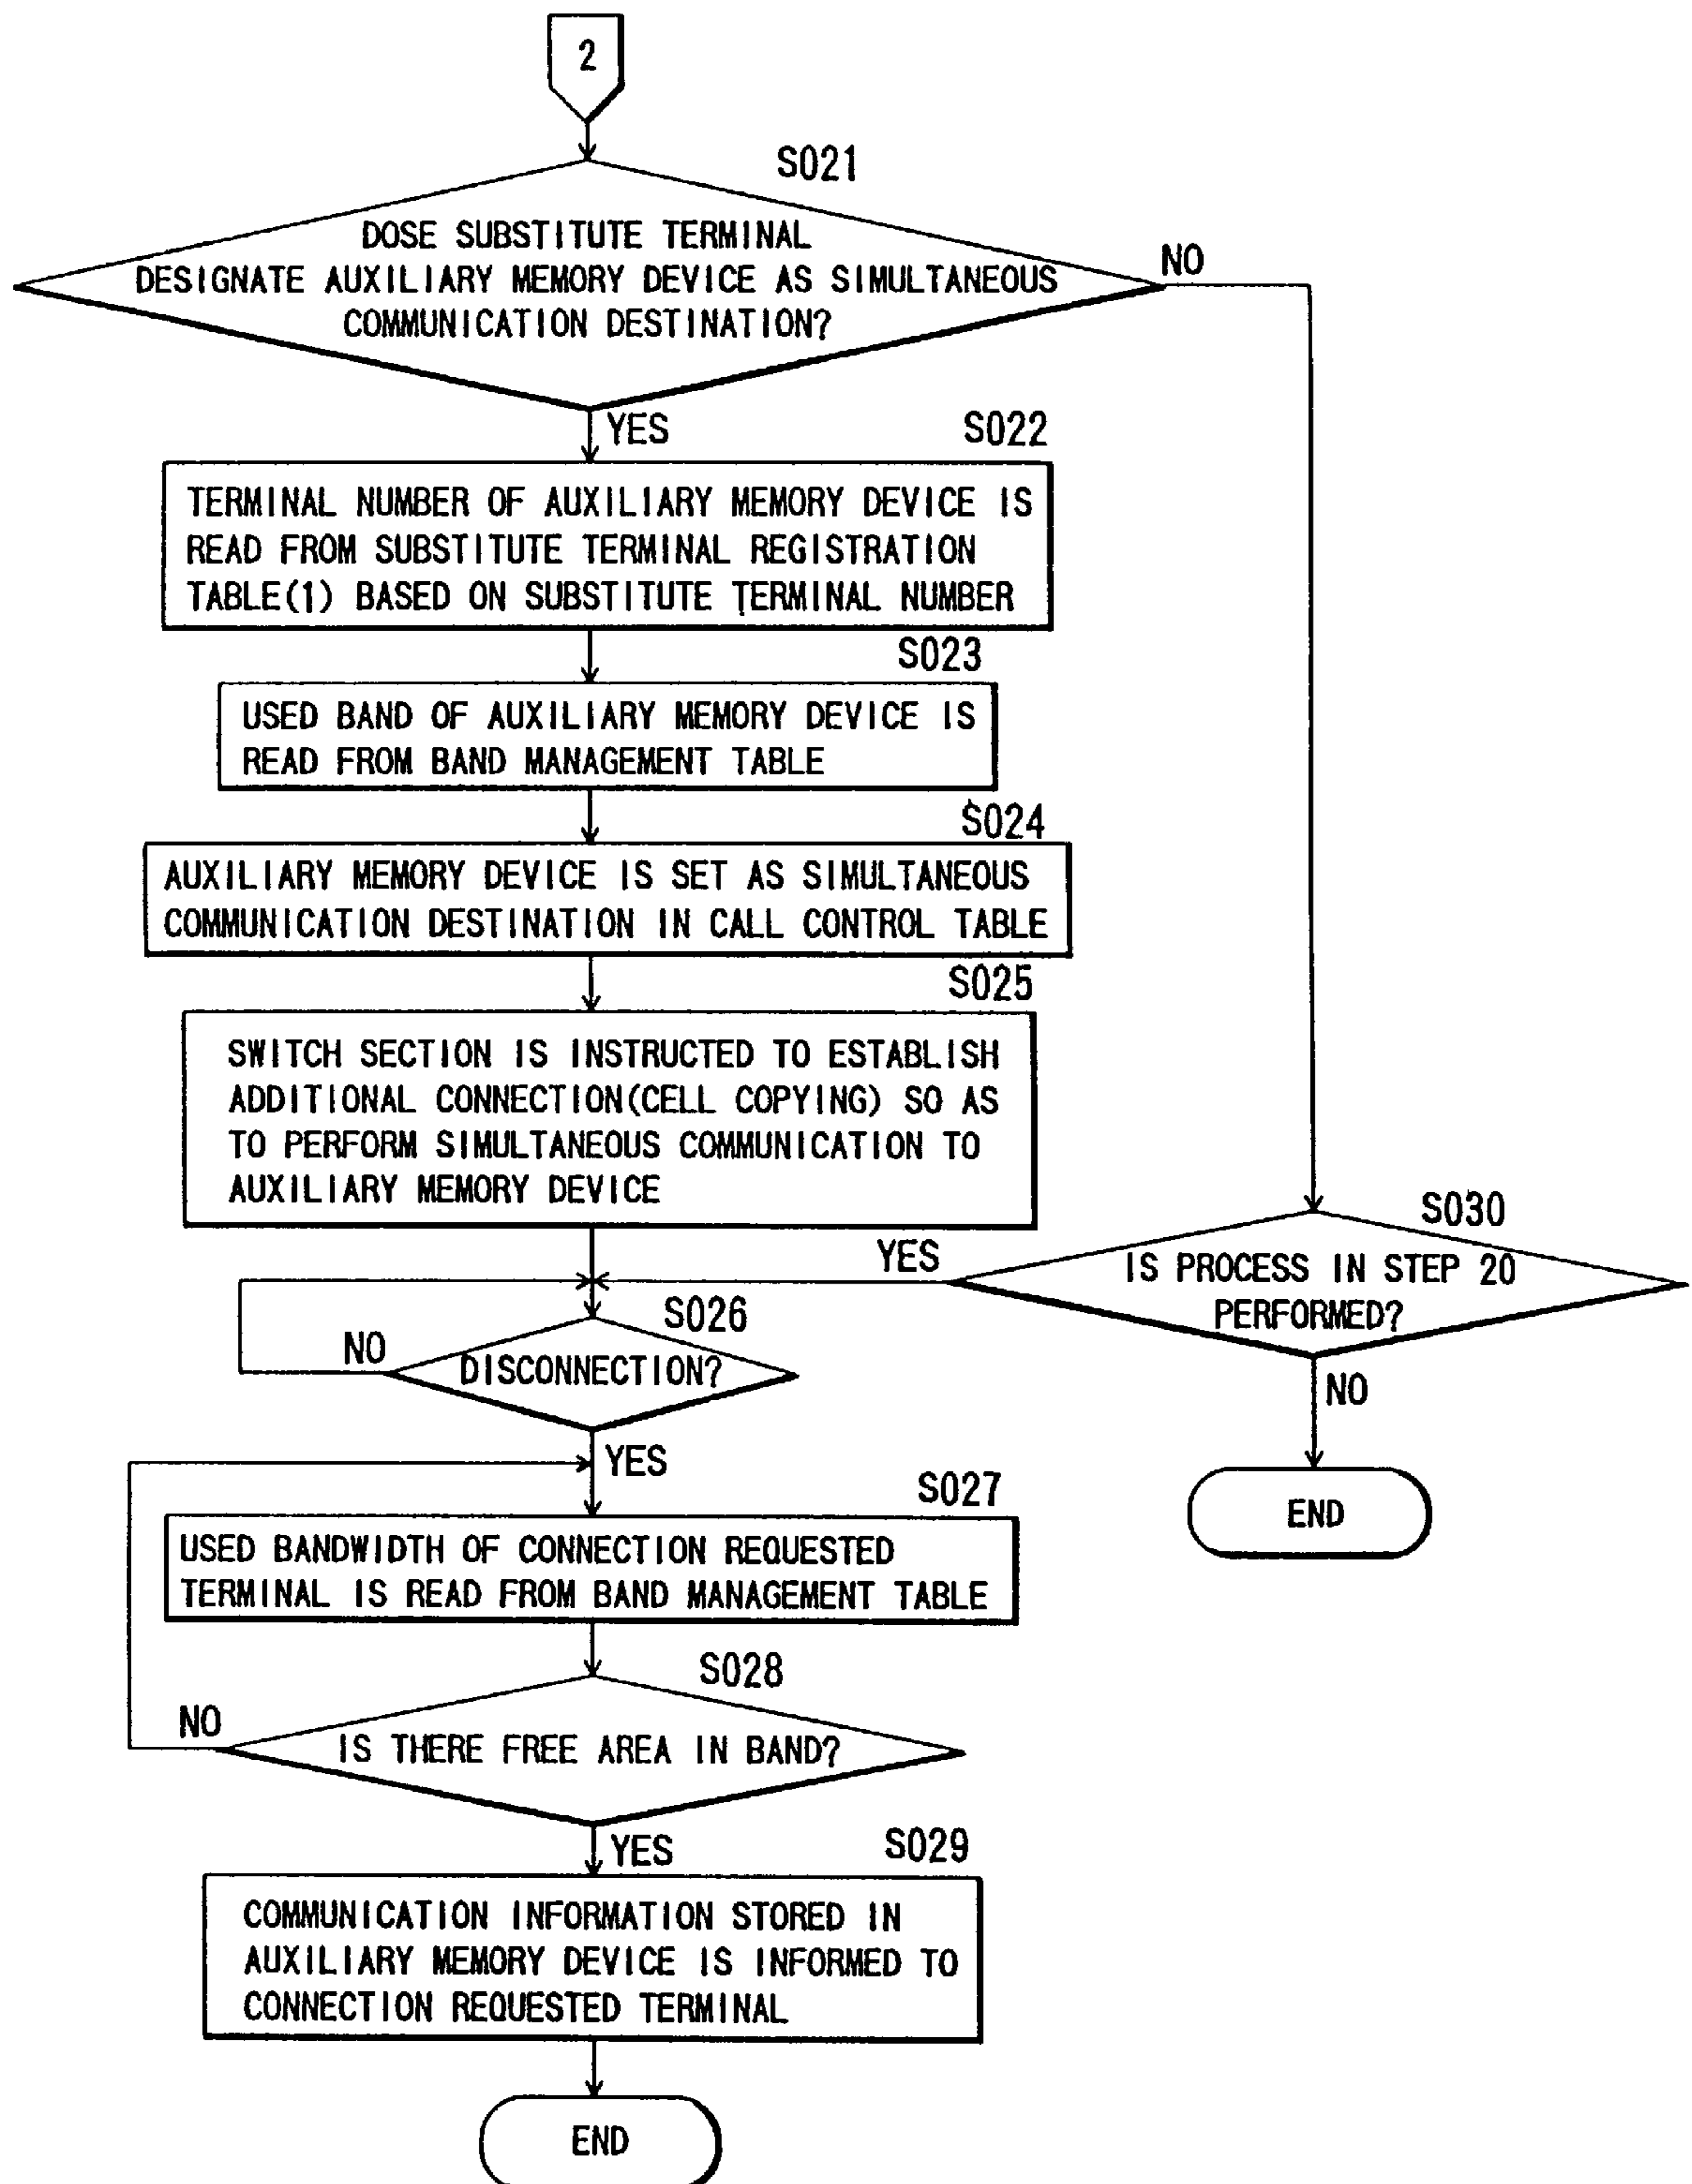 2
S021
DOSE SUBSTITUTE TERMINAL
DESIGNATE AUXILIARY MEMORY DEVICE AS SIMULTANEOUS
COMMUNICATION DESTINATION?
NO
YES
S022
TERMINAL NUMBER OF AUXILIARY MEMORY DEVICE IS
READ FROM SUBSTITUTE TERMINAL REGISTRATION
TABLE(1) BASED ON SUBSTITUTE TERMINAL NUMBER
S023
USED BAND OF AUXILIARY MEMORY DEVICE IS
READ FROM BAND MANAGEMENT TABLE
S024
AUXILIARY MEMORY DEVICE IS SET AS SIMULTANEOUS
COMMUNICATION DESTINATION IN CALL CONTROL TABLE
S025
SWITCH SECTION IS INSTRUCTED TO ESTABLISH
ADDITIONAL CONNECTION(CELL COPYING) SO AS
TO PERFORM SIMULTANEOUS COMMUNICATION TO
AUXILIARY MEMORY DEVICE
S030
YES
IS PROCESS IN STEP 20
PERFORMED?
NO
END
S026
NO
DISCONNECTION?
YES
S027
USED BANDWIDTH OF CONNECTION REQUESTED
TERMINAL IS READ FROM BAND MANAGEMENT TABLE
S028
NO
IS THERE FREE AREA IN BAND?
YES
S029
COMMUNICATION INFORMATION STORED IN
AUXILIARY MEMORY DEVICE IS INFORMED TO
CONNECTION REQUESTED TERMINAL
END